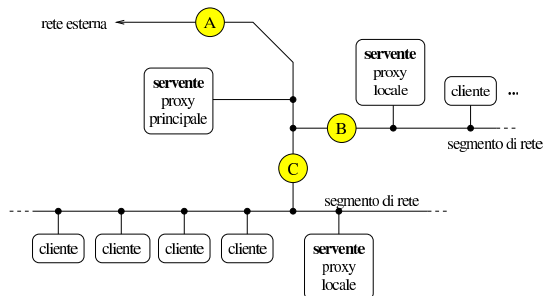 rete esterna
A
servente
proxy
principale
servente
proxy
locale
cliente
...
B
segmento di rete
C
segmento di rete
cliente
cliente
cliente
cliente
servente
proxy
locale